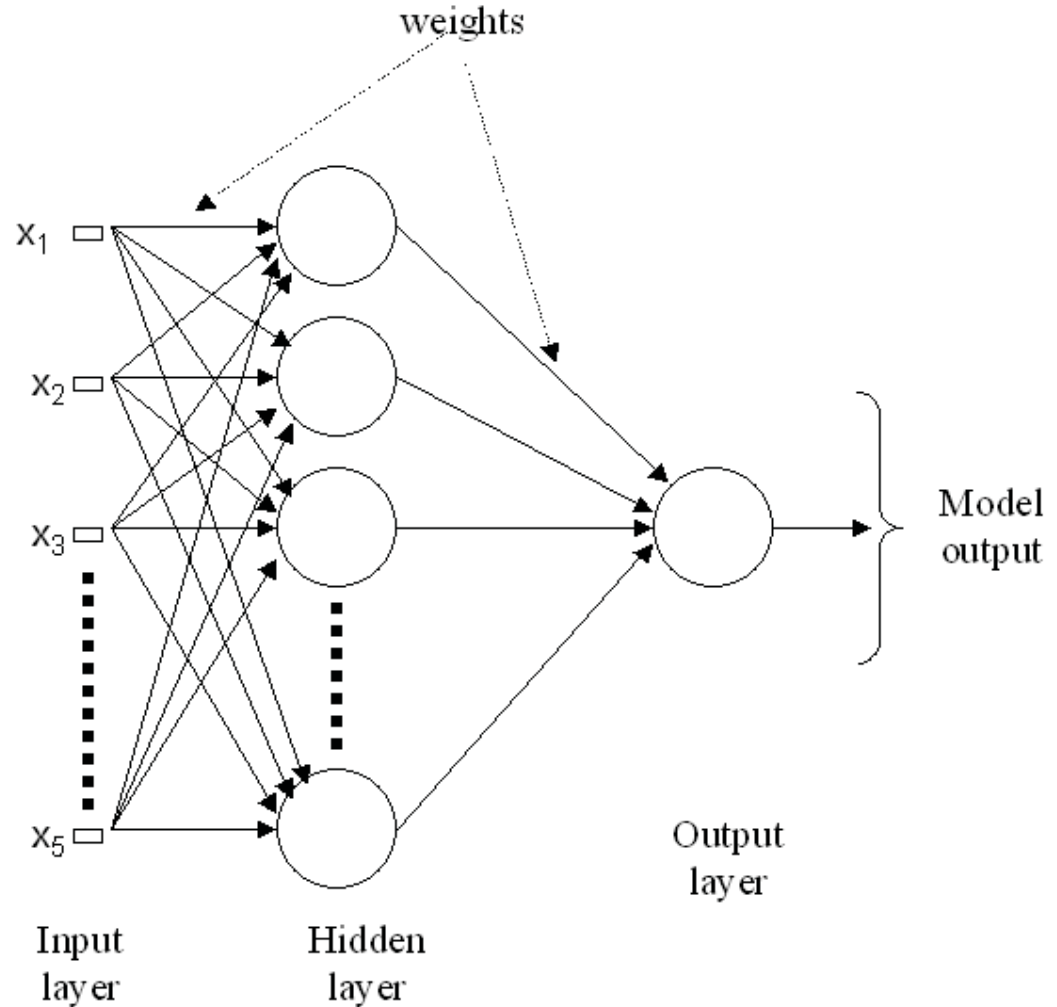 weights
x₁
x₂
x₃
x₅
Model
output
Output
layer
Input
layer
Hidden
layer